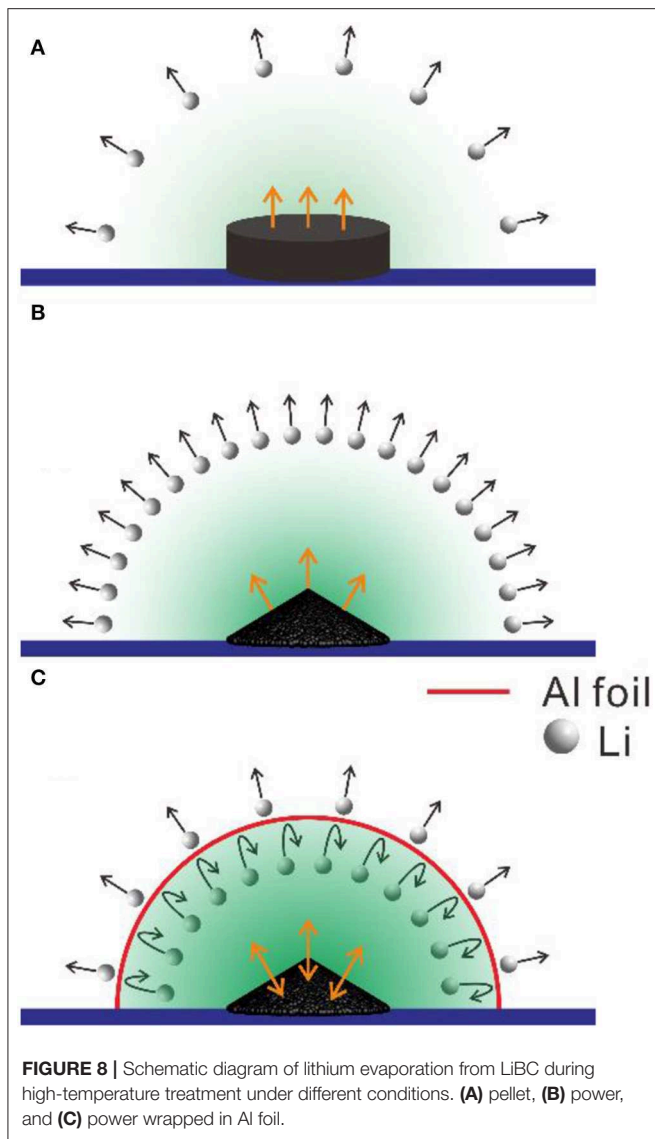 A
B
C
Al foil
Li
FIGURE 8 | Schematic diagram of lithium evaporation from LiBC during
high-temperature treatment under different conditions. (A) pellet, (B) power,
and (C) power wrapped in Al foil.